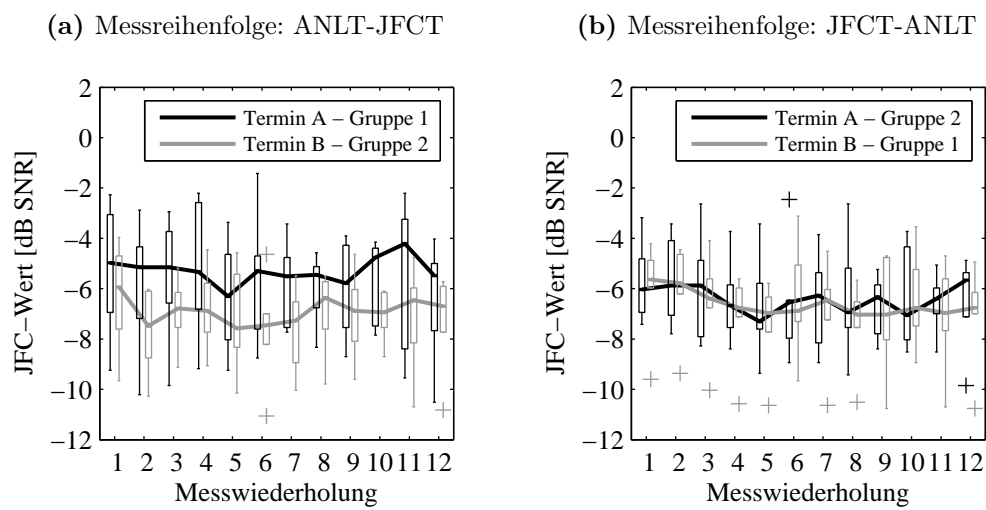 (a) Messreihenfolge: ANLT-JFCT
2
0
−2
−4
−6
−8
−10
−12
JFC−Wert [dB SNR]
Termin A − Gruppe 1
Termin B − Gruppe 2
1 2 3 4 5 6 7 8 9 10 11 12
Messwiederholung
(b) Messreihenfolge: JFCT-ANLT
2
0
−2
−4
−6
−8
−10
−12
JFC−Wert [dB SNR]
Termin A − Gruppe 2
Termin B − Gruppe 1
1 2 3 4 5 6 7 8 9 10 11 12
Messwiederholung